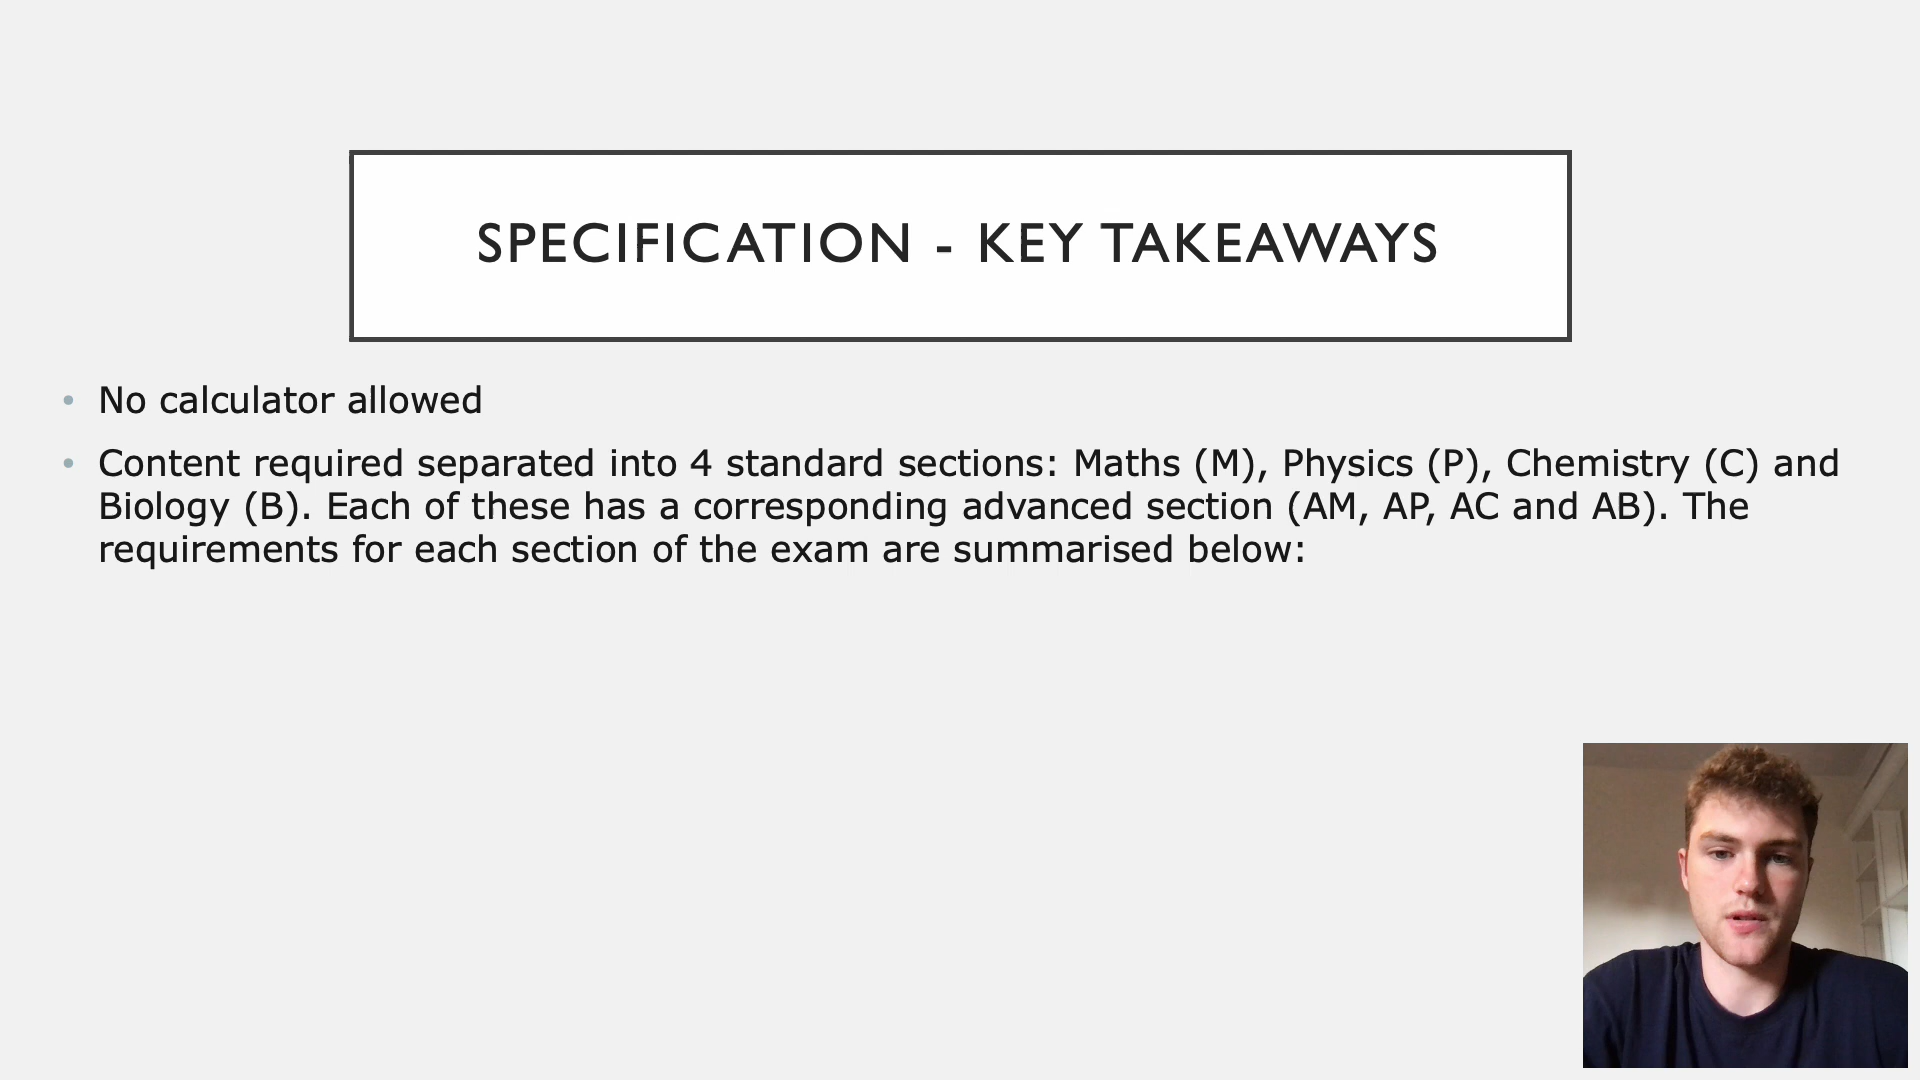 SPECIFICATION - KEY TAKEAWAYS
• No calculator allowed
• Content required separated into 4 standard sections: Maths (M), Physics (P), Chemistry (C) and
Biology (B). Each of these has a corresponding advanced section (AM, AP, AC and AB). The
requirements for each section of the exam are summarised below: